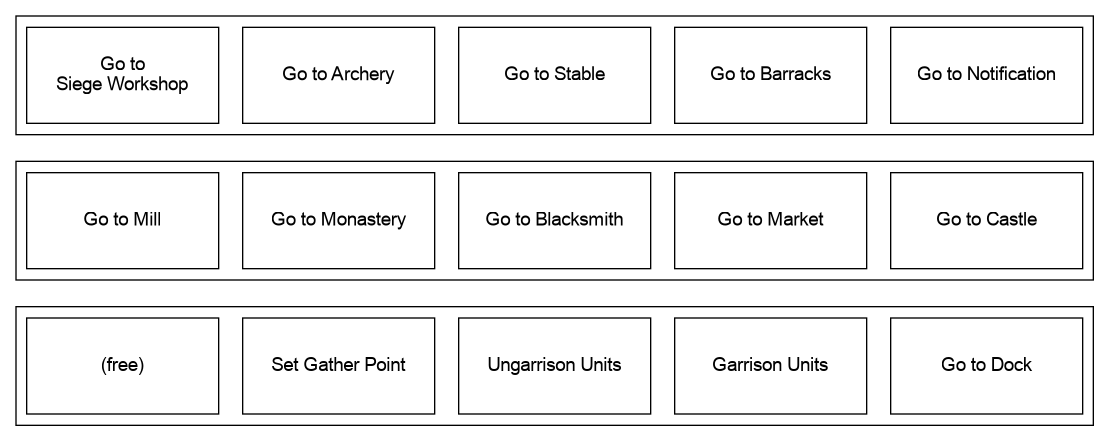 Go to
Siege Workshop
Go to Archery
Go to Stable
Go to Barracks
Go to Notification
Go to Mill
Go to Monastery
Go to Blacksmith
Go to Market
Go to Castle
(free)
Set Gather Point
Ungarrison Units
Garrison Units
Go to Dock